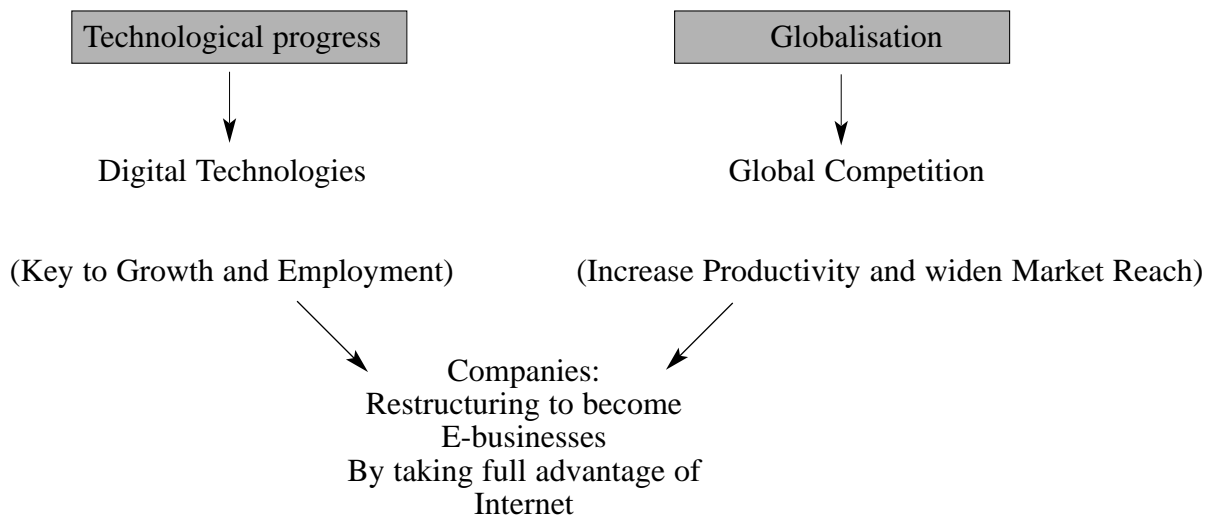 Technological progress
Globalisation
Digital Technologies
Global Competition
(Key to Growth and Employment)
(Increase Productivity and widen Market Reach)
Companies:
Restructuring to become
E-businesses
By taking full advantage of
Internet